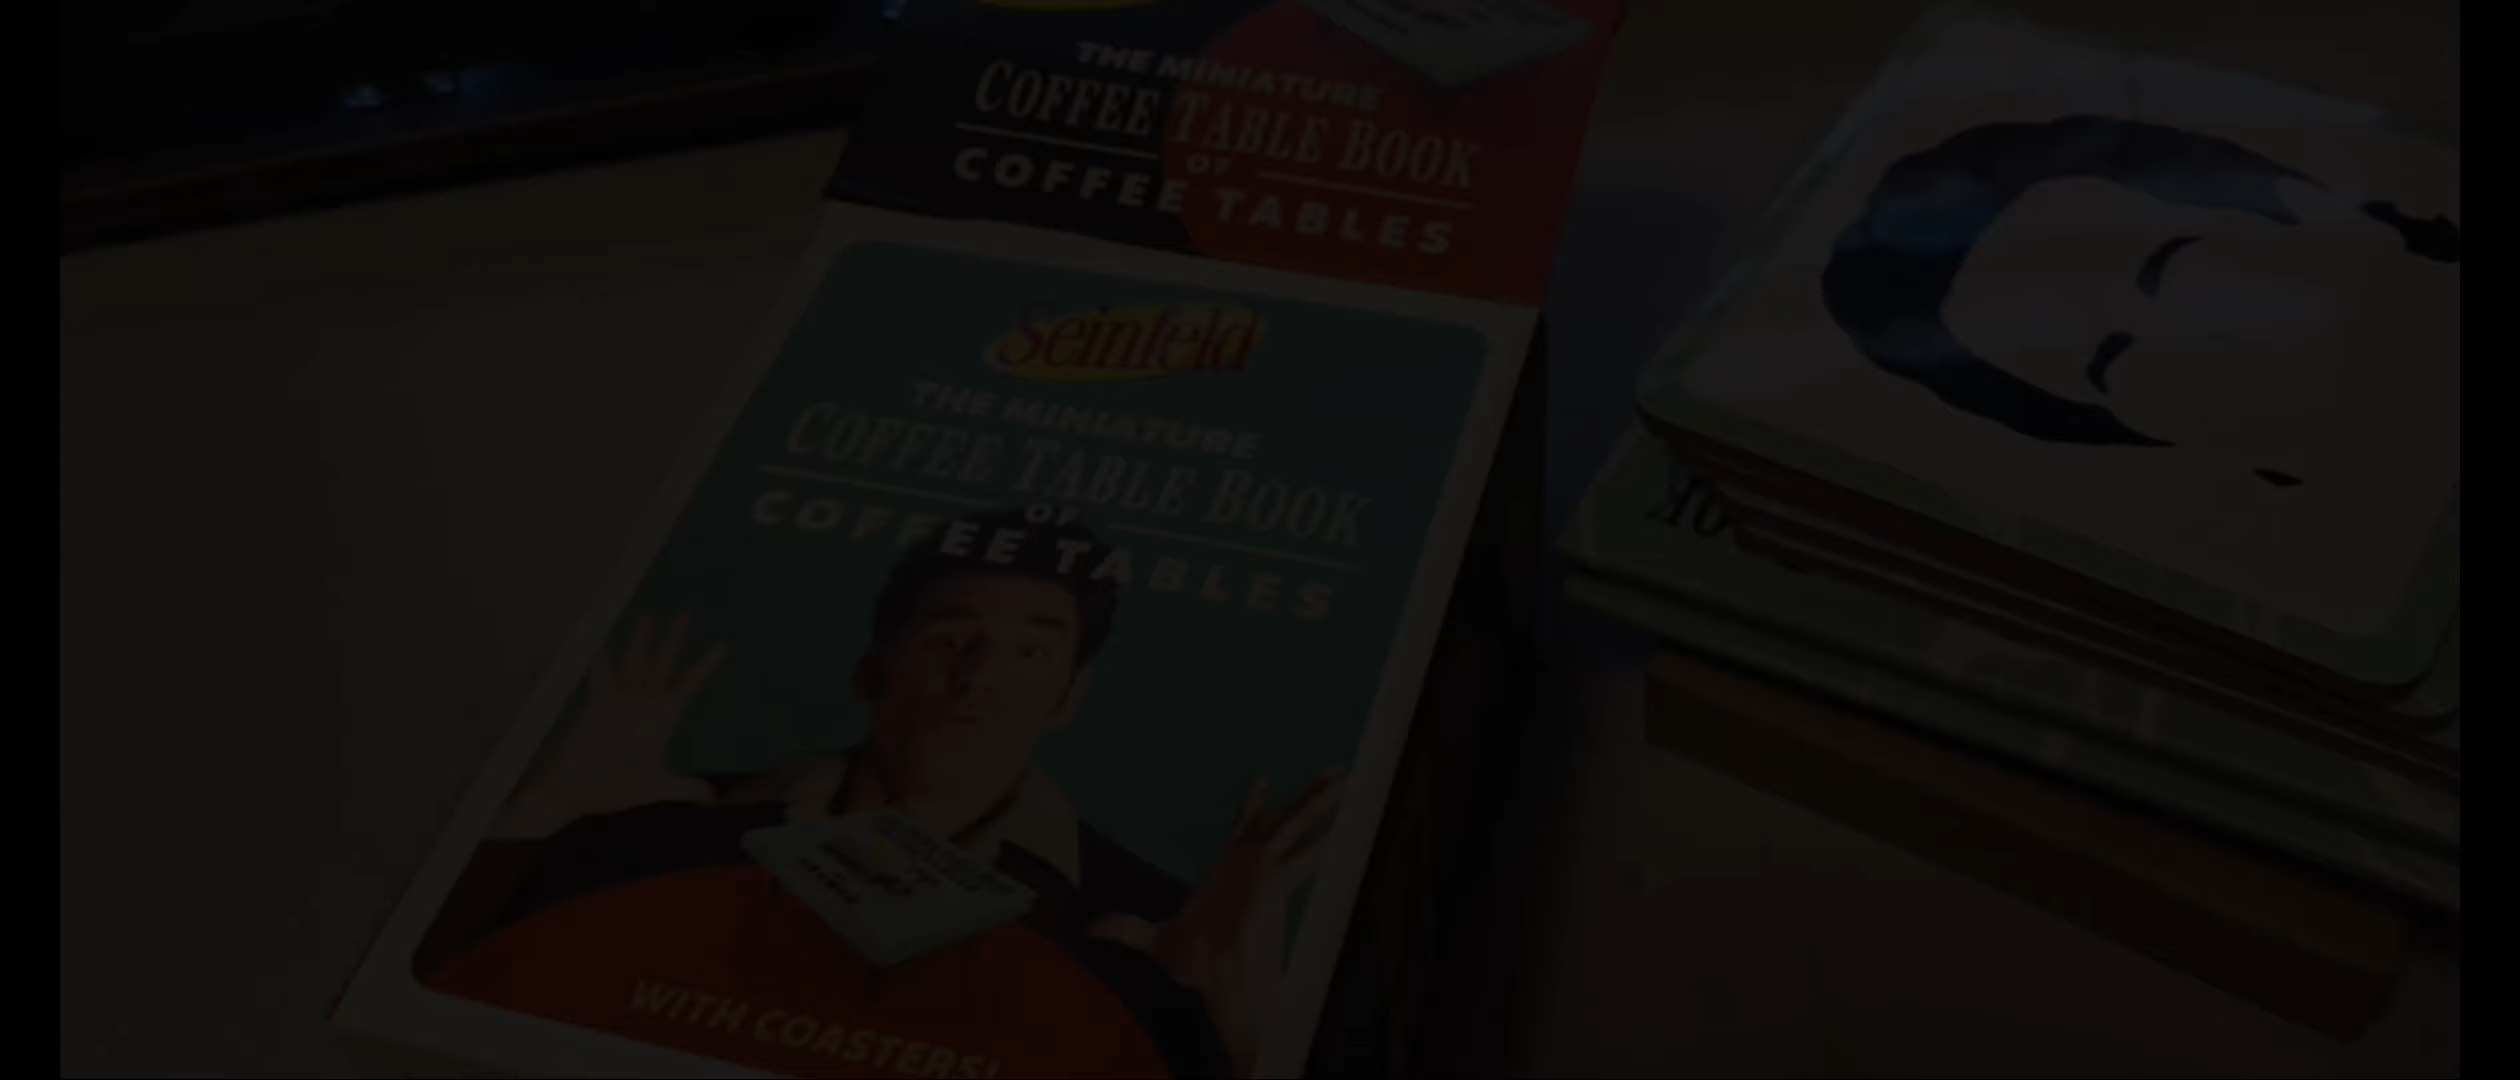 THE MINIATURE
COFFEE TABLE BOOK
OF
COFFEE TABLES
Seinfeld
THE MINIATURE
COFFEE TABLE BOOK
OF
COFFEE TABLES
WITH COASTERS!